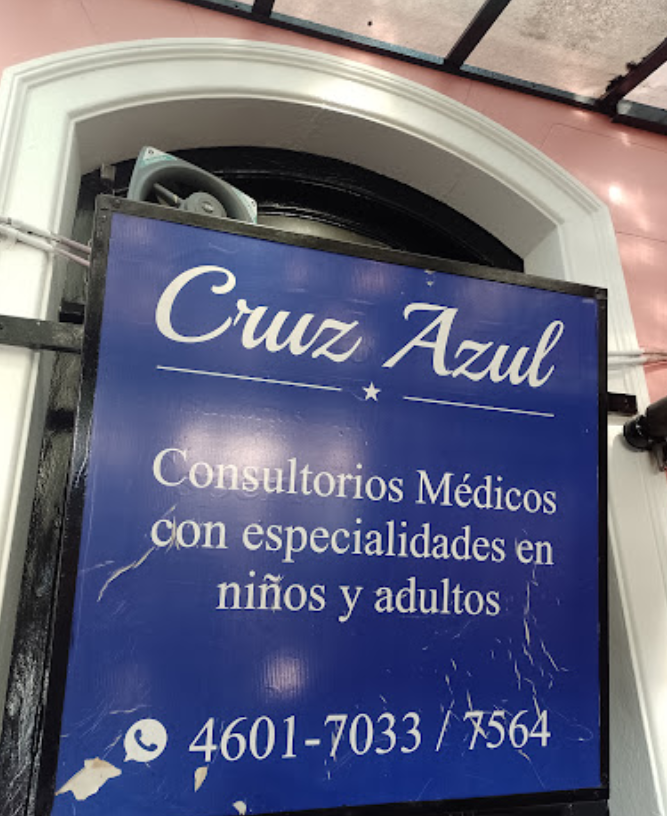 Cruz Azul
Consultorios Médicos
con especialidades en
niños y adultos
4601-7033 / 7564